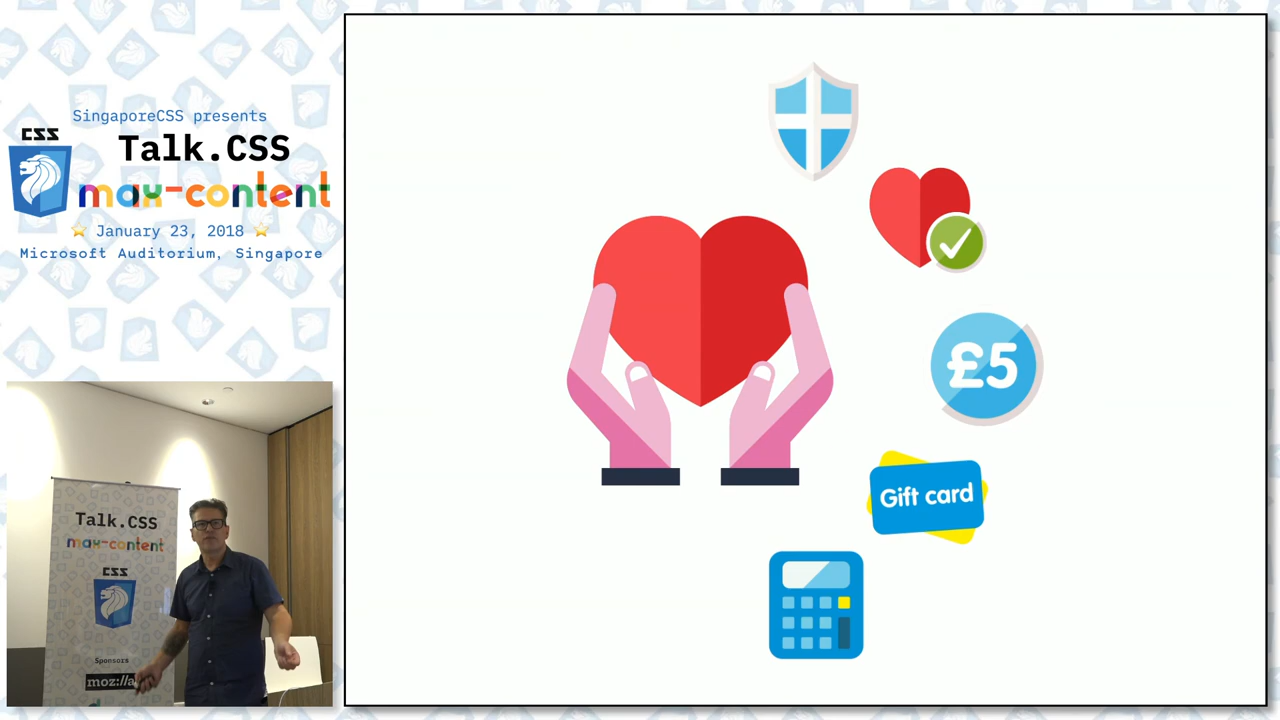 SingaporeCSS presents
CSS
Talk.CSS
max-content
January 23, 2018
Microsoft Auditorium, Singapore
£5
Gift card
Talk.CSS
max-content
CSS
Sponsors
moz://a